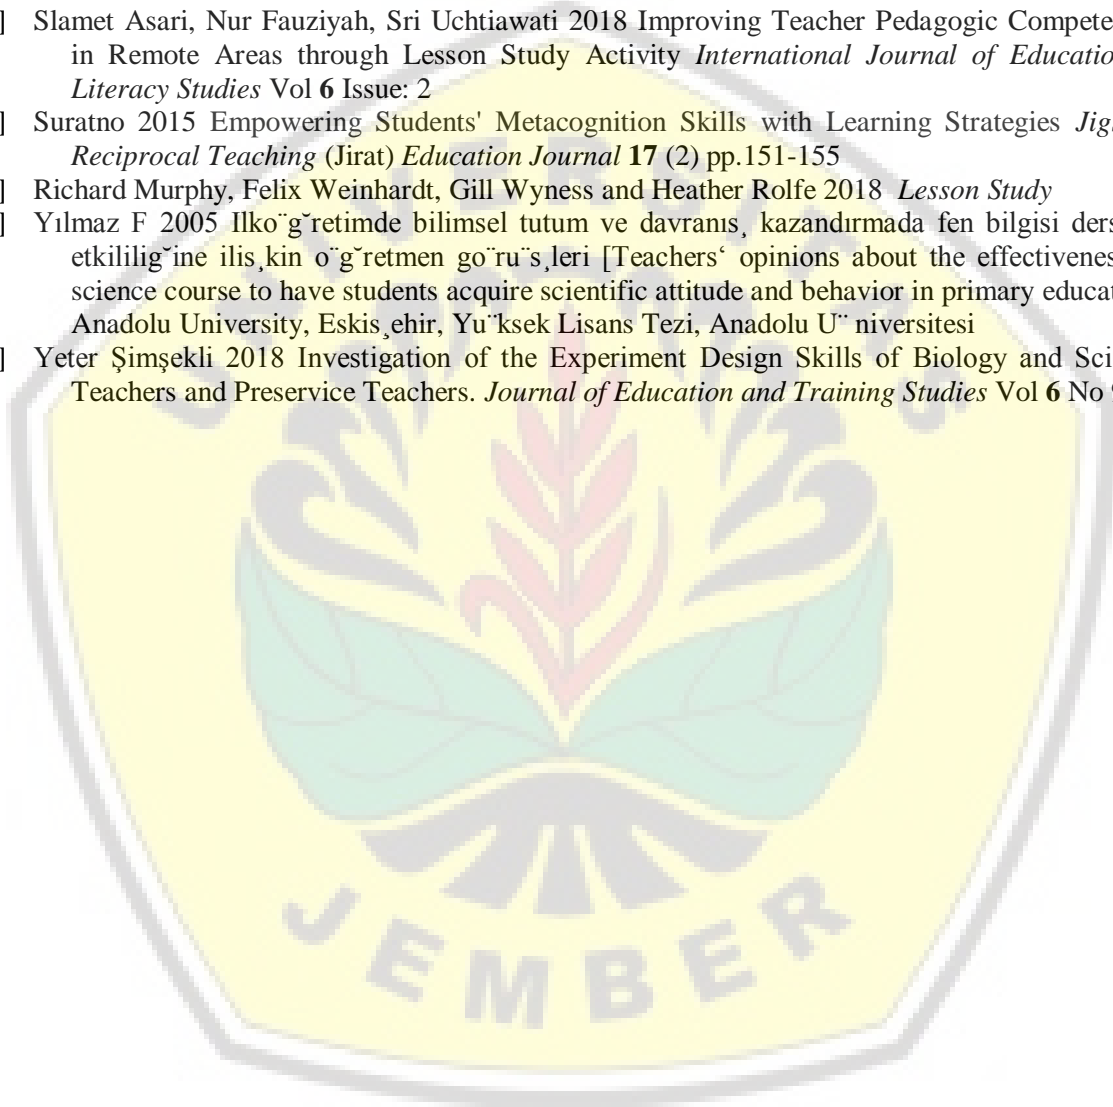 ] Slamet Asari, Nur Fauziyah, Sri Uchtiawati 2018 Improving Teacher Pedagogic Compete
in Remote Areas through Lesson Study Activity International Journal of Educatio
Literacy Studies Vol 6 Issue: 2
] Suratno 2015 Empowering Students' Metacognition Skills with Learning Strategies Jig
Reciprocal Teaching (Jirat) Education Journal 17 (2) pp.151-155
] Richard Murphy, Felix Weinhardt, Gill Wyness and Heather Rolfe 2018 Lesson Study
] Yılmaz F 2005 Ilko¨g˘retimde bilimsel tutum ve davranıs¸ kazandırmada fen bilgisi ders
etkililig˘ine ilis¸kin o¨g˘retmen go¨ru¨s¸leri [Teachers‘ opinions about the effectivenes
science course to have students acquire scientific attitude and behavior in primary educat
Anadolu University, Eskis¸ehir, Yu¨ksek Lisans Tezi, Anadolu U¨ niversitesi
] Yeter Şimşekli 2018 Investigation of the Experiment Design Skills of Biology and Sci
Teachers and Preservice Teachers. Journal of Education and Training Studies Vol 6 No
UNIVERSITAS
JEMBER